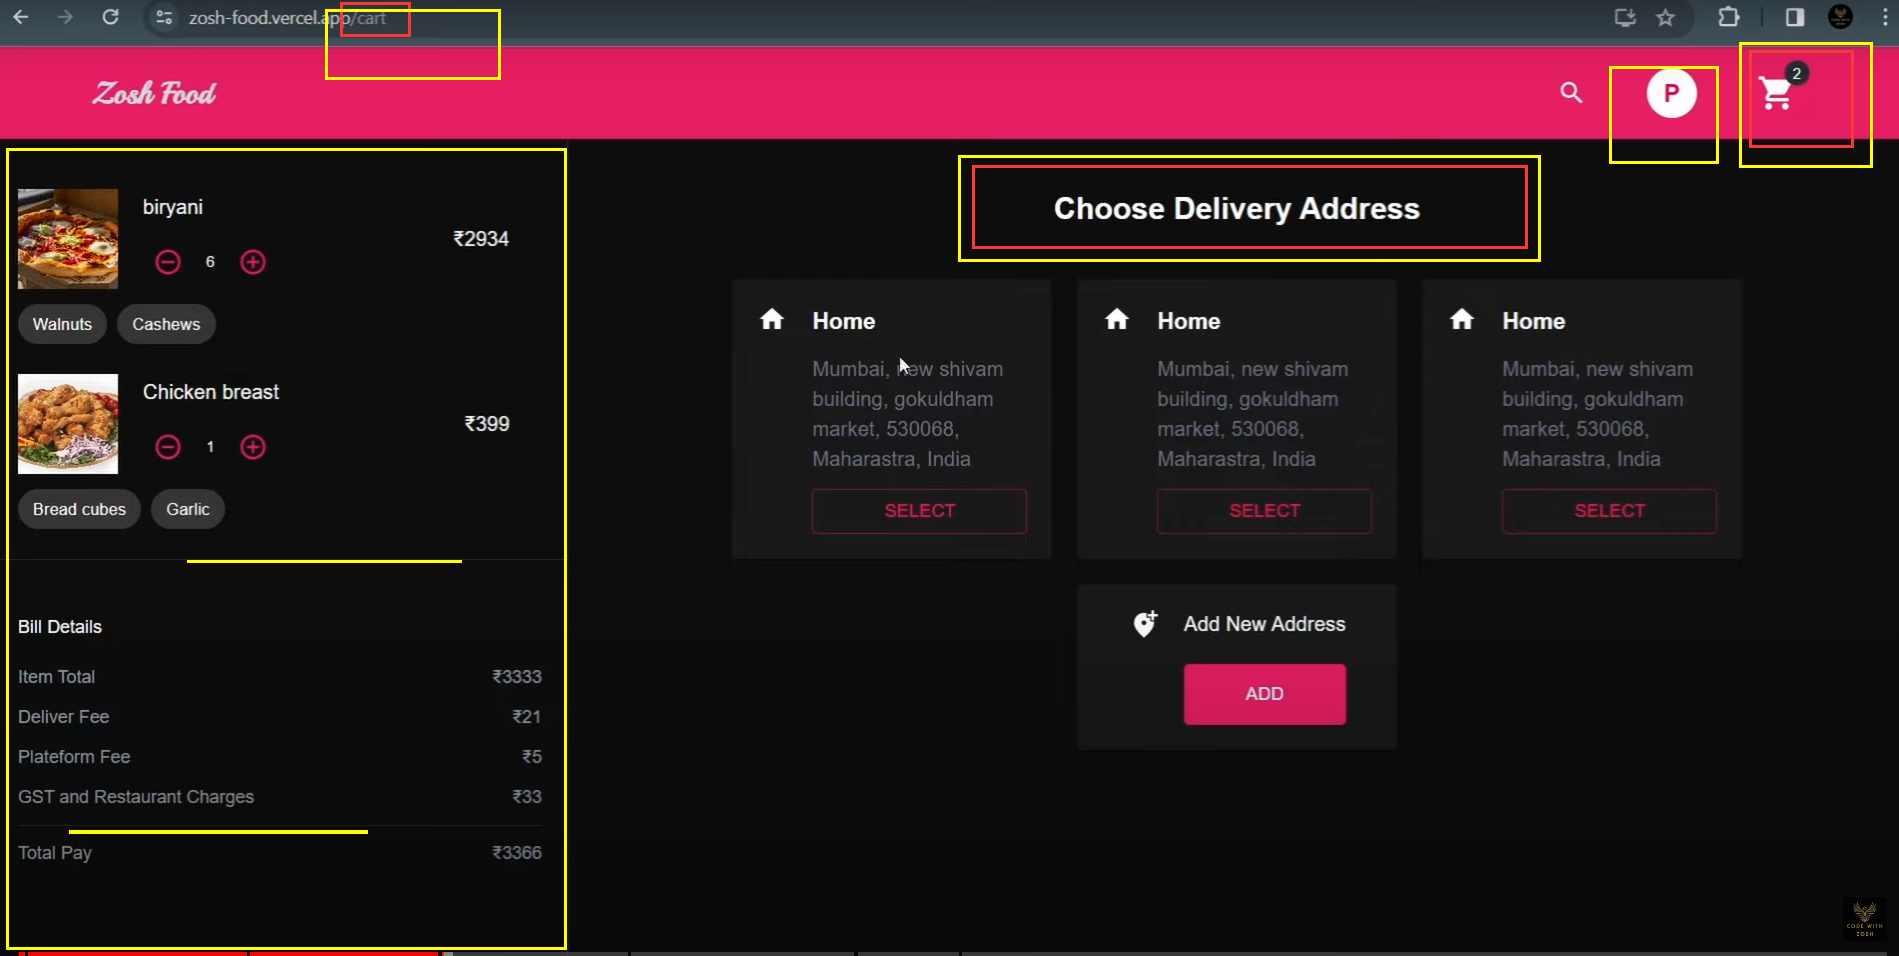 zosh-food.vercel.app/cart
Zosh Food
P
2
biryani
₹2934
6
Walnuts
Cashews
Chicken breast
₹399
1
Bread cubes
Garlic
Bill Details
Item Total ₹3333
Deliver Fee ₹21
Plateform Fee ₹5
GST and Restaurant Charges ₹33
Total Pay ₹3366
Choose Delivery Address
Home
Mumbai, new shivam
building, gokuldham
market, 530068,
Maharastra, India
SELECT
Home
Mumbai, new shivam
building, gokuldham
market, 530068,
Maharastra, India
SELECT
Home
Mumbai, new shivam
building, gokuldham
market, 530068,
Maharastra, India
SELECT
Add New Address
ADD
CODE WITH
ZOSH